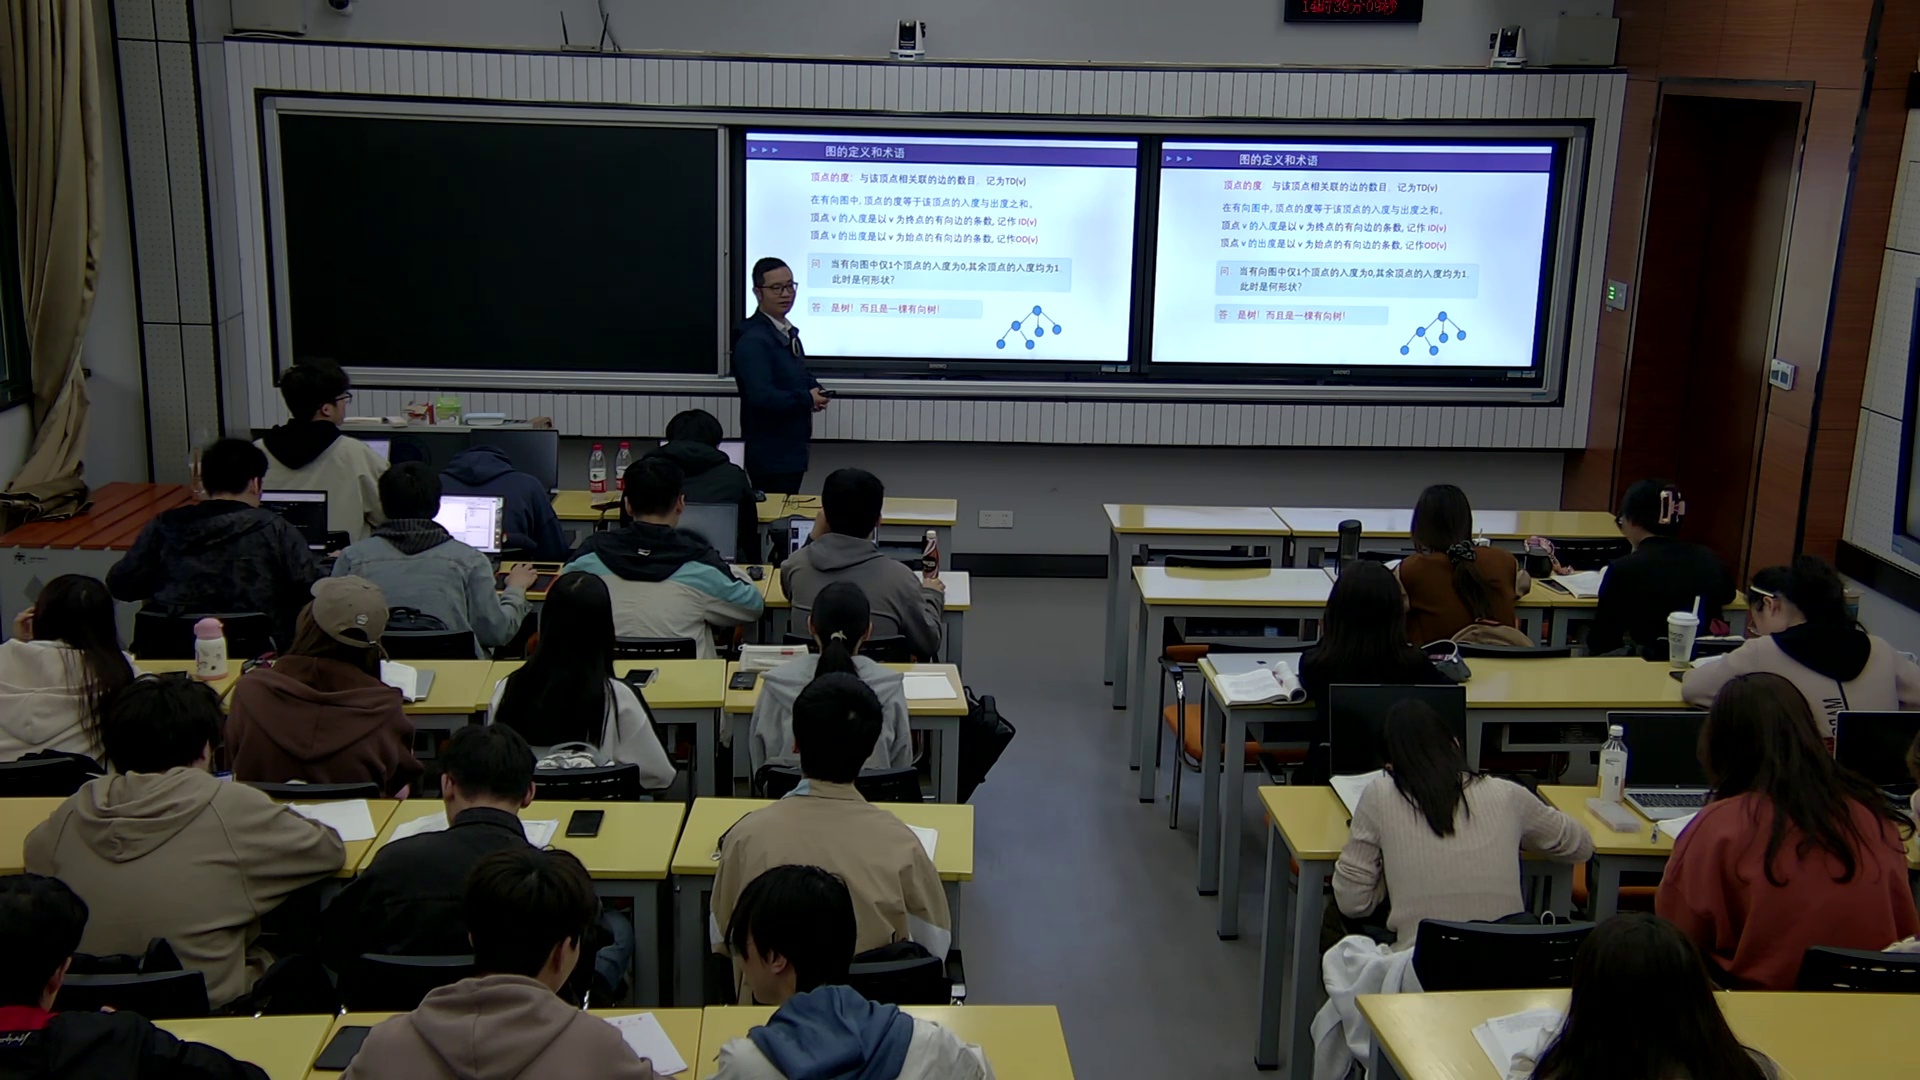 14时39分09秒
图的定义和术语
顶点的度：与该顶点相关联的边的数目，记为TD(v)
在有向图中, 顶点的度等于该顶点的入度与出度之和。
顶点 v 的入度是以 v 为终点的有向边的条数, 记作 ID(v)
顶点 v 的出度是以 v 为始点的有向边的条数, 记作OD(v)
问：当有向图中仅1个顶点的入度为0,其余顶点的入度均为1,
此时是何形状？
答：是树！而且是一棵有向树！
图的定义和术语
顶点的度：与该顶点相关联的边的数目，记为TD(v)
在有向图中, 顶点的度等于该顶点的入度与出度之和。
顶点 v 的入度是以 v 为终点的有向边的条数, 记作 ID(v)
顶点 v 的出度是以 v 为始点的有向边的条数, 记作OD(v)
问：当有向图中仅1个顶点的入度为0,其余顶点的入度均为1,
此时是何形状？
答：是树！而且是一棵有向树！